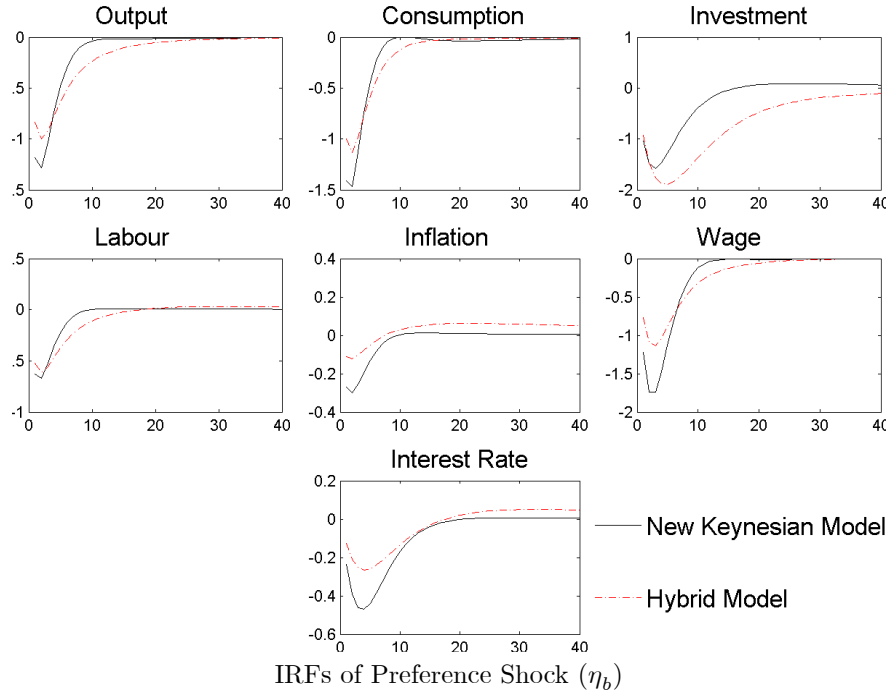 Output
0
-.5
-1
.5
0 10 20 30 40
Consumption
0
-0.5
-1
-1.5
0 10 20 30 40
Investment
1
0
-1
-2
0 10 20 30 40
Labour
.5
0
.5
-1
0 10 20 30 40
Inflation
0.4
0.2
0
-0.2
-0.4
0 10 20 30 40
Wage
0
-0.5
-1
-1.5
-2
0 10 20 30 40
Interest Rate
0.2
0
-0.2
-0.4
-0.6
0 10 20 30 40
New Keynesian Model
Hybrid Model
IRFs of Preference Shock (η_b)